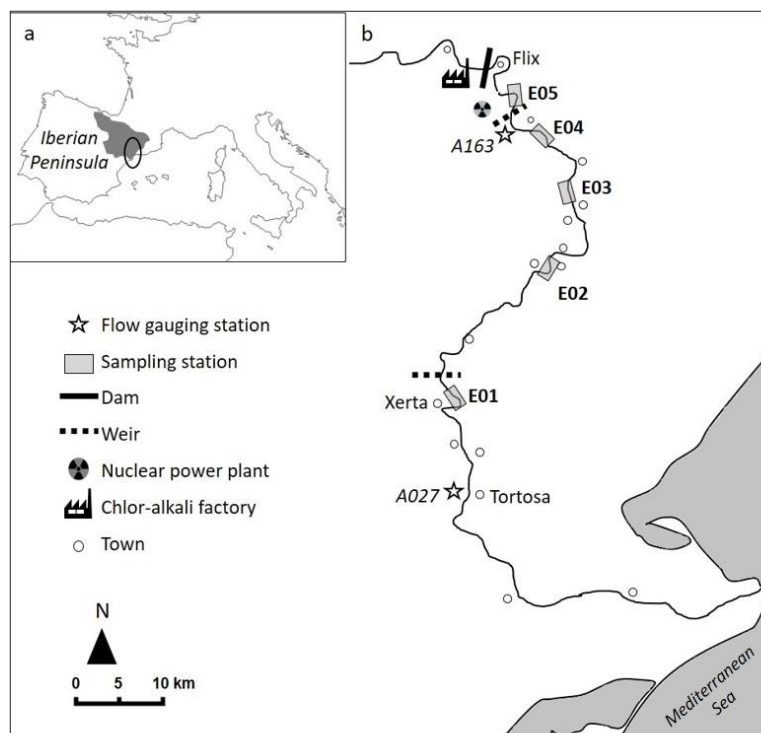 a
Iberian
Peninsula
b
Flix
E05
A163
E04
E03
E02
Xerta
E01
A027
Tortosa
Mediterranean
Sea
Flow gauging station
Sampling station
Dam
Weir
Nuclear power plant
Chlor-alkali factory
Town
N
0 5 10 km